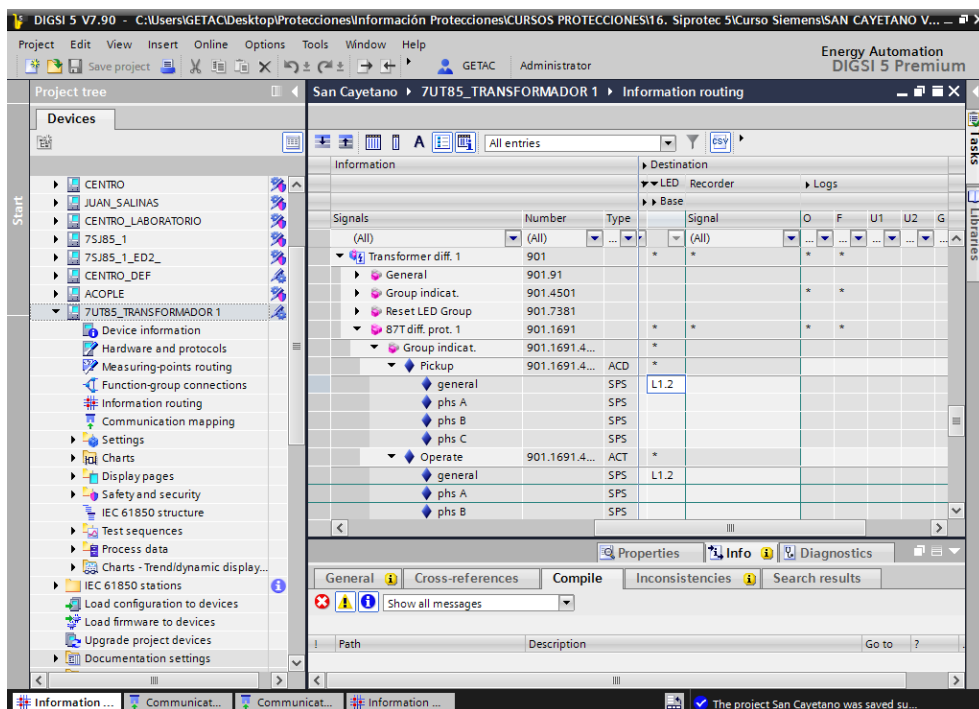 DIGSI 5 V7.90 - C:\Users\GETAC\Desktop\Protecciones\Información Protecciones\CURSOS PROTECCIONES\16. Siprotec 5\Curso Siemens\SAN CAYETANO V...
Project Edit View Insert Online Options Tools Window Help
Energy Automation
DIGSI 5 Premium
Save project GETAC Administrator
Project tree
San Cayetano 7UT85_TRANSFORMADOR 1 Information routing
Devices
Start
Tasks
Libraries
CENTRO
JUAN_SALINAS
CENTRO_LABORATORIO
7SJ85_1
7SJ85_1_ED2_
CENTRO_DEF
ACOPLE
7UT85_TRANSFORMADOR 1
Device information
Hardware and protocols
Measuring-points routing
Function-group connections
Information routing
Communication mapping
Settings
Charts
Display pages
Safety and security
IEC 61850 structure
Test sequences
Process data
Charts - Trend/dynamic display...
IEC 61850 stations
Load configuration to devices
Load firmware to devices
Upgrade project devices
Documentation settings
A All entries CSV
Information Destination
LED Recorder Logs
Base
Signals Number Type Signal O F U1 U2 G
(All) (All) ... (All) ... ... ... ... ...
Transformer diff. 1 901 * * * *
General 901.91
Group indicat. 901.4501 * *
Reset LED Group 901.7381
87T diff. prot. 1 901.1691 * * * *
Group indicat. 901.1691.4... *
Pickup 901.1691.4... ACD *
general SPS L1.2
phs A SPS
phs B SPS
phs C SPS
Operate 901.1691.4... ACT *
general SPS L1.2
phs A SPS
phs B SPS
Properties Info Diagnostics
General Cross-references Compile Inconsistencies Search results
Show all messages
! Path Description Go to ?
Information ... Communicat... Communicat... Information ... The project San Cayetano was saved su...